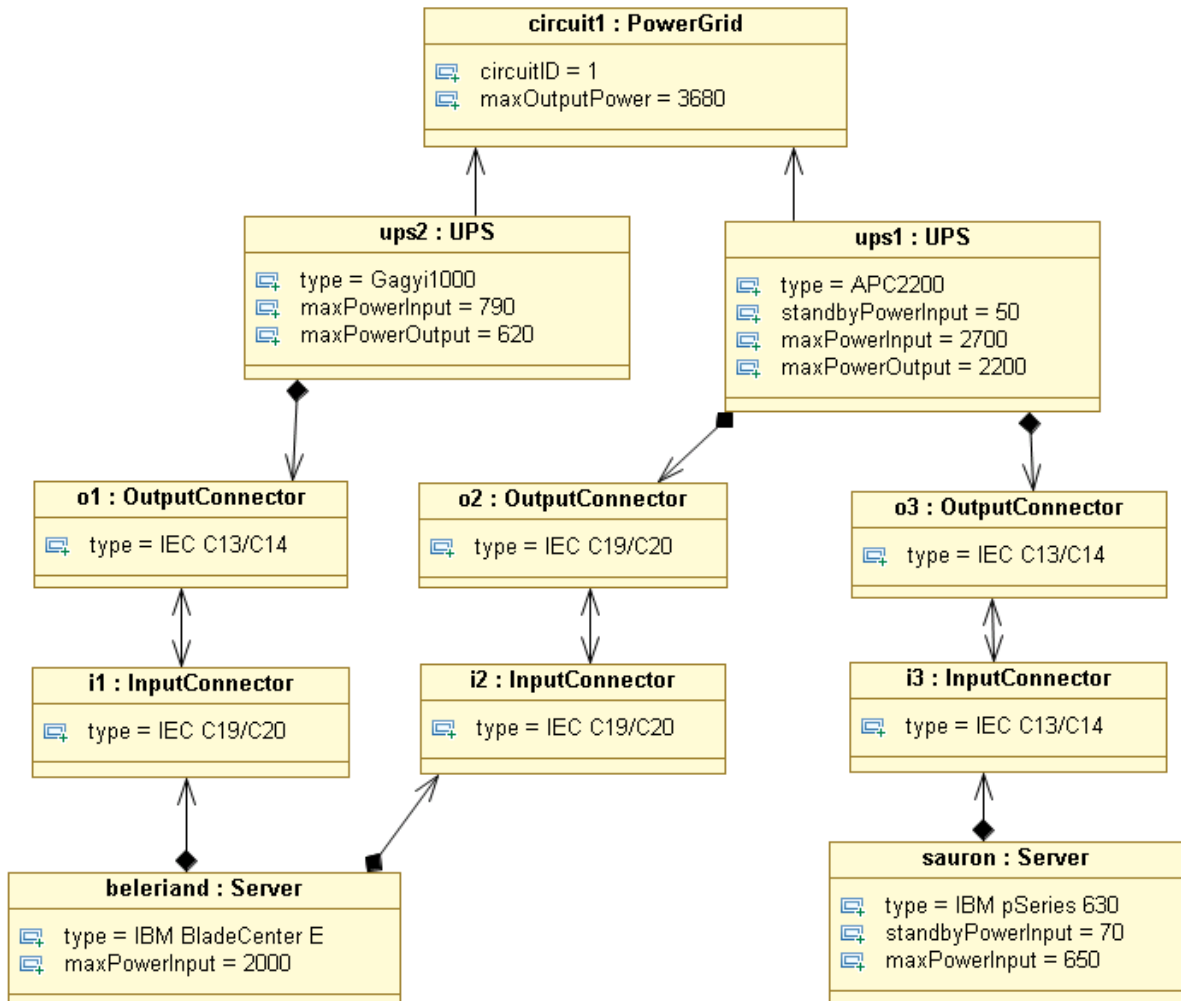 circuit1 : PowerGrid
circuitID = 1
maxOutputPower = 3680
ups2 : UPS
type = Gagyi1000
maxPowerInput = 790
maxPowerOutput = 620
ups1 : UPS
type = APC2200
standbyPowerInput = 50
maxPowerInput = 2700
maxPowerOutput = 2200
o1 : OutputConnector
type = IEC C13/C14
o2 : OutputConnector
type = IEC C19/C20
o3 : OutputConnector
type = IEC C13/C14
i1 : InputConnector
type = IEC C19/C20
i2 : InputConnector
type = IEC C19/C20
i3 : InputConnector
type = IEC C13/C14
beleriand : Server
type = IBM BladeCenter E
maxPowerInput = 2000
sauron : Server
type = IBM pSeries 630
standbyPowerInput = 70
maxPowerInput = 650